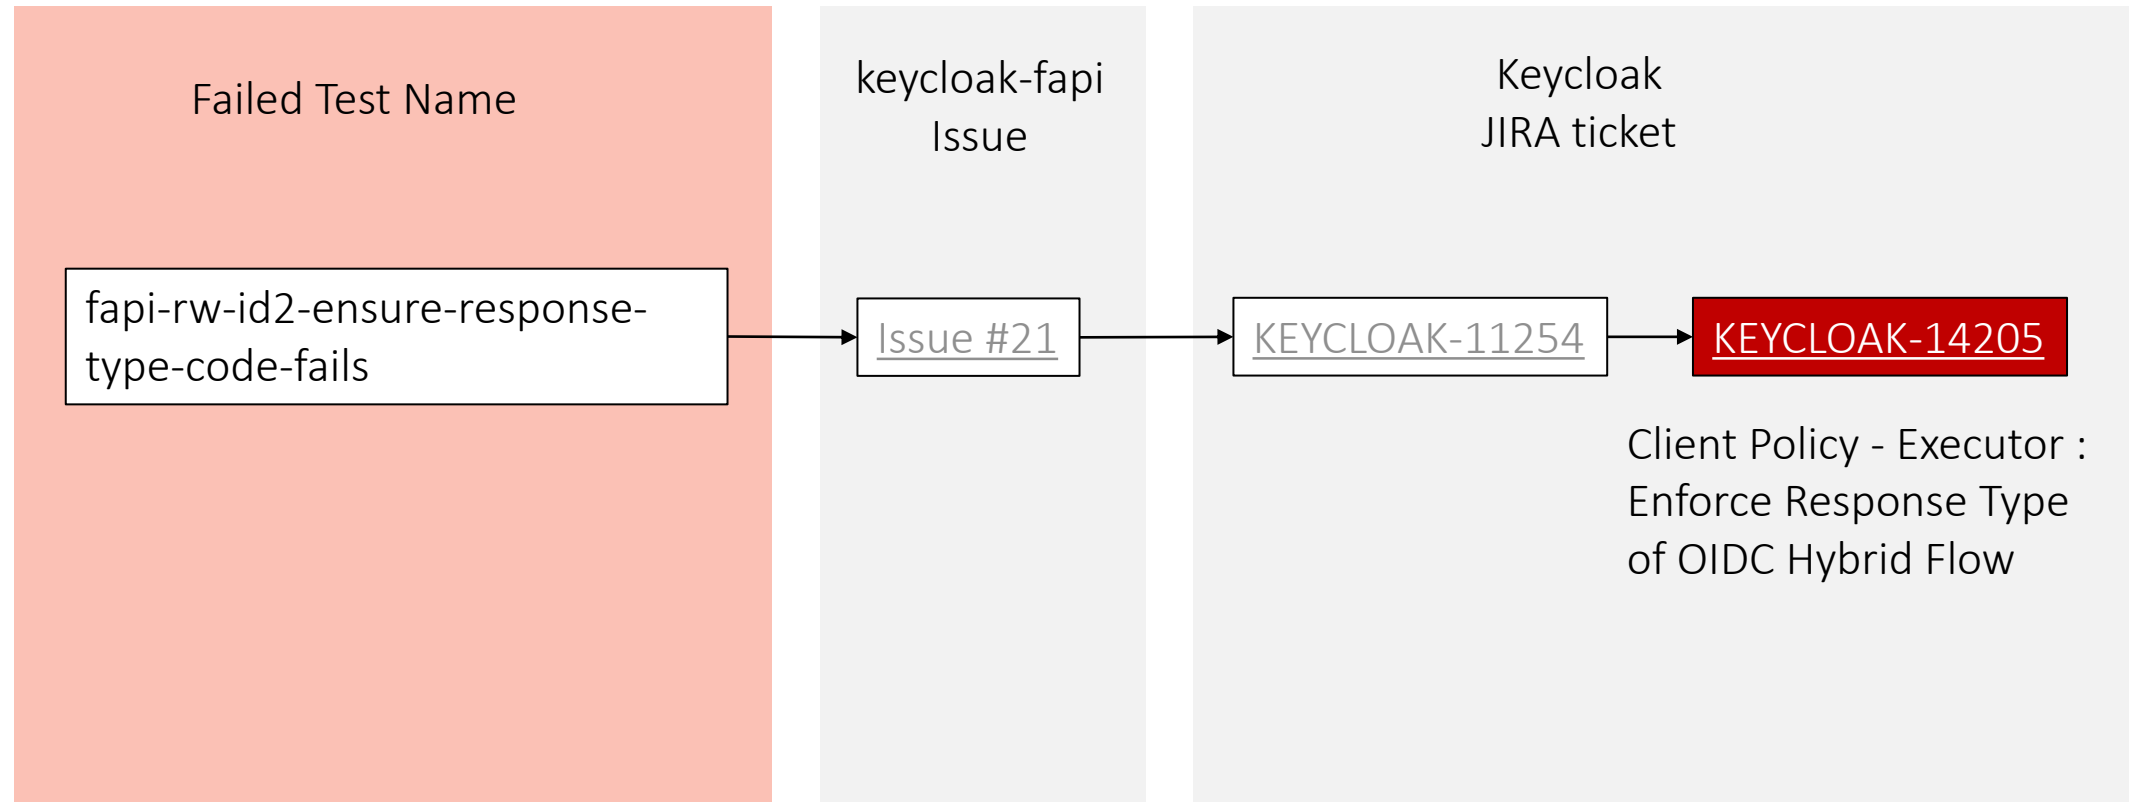 Failed Test Name
keycloak-fapi
Issue
Keycloak
JIRA ticket
fapi-rw-id2-ensure-response-
type-code-fails
Issue #21
KEYCLOAK-11254
KEYCLOAK-14205
Client Policy - Executor :
Enforce Response Type
of OIDC Hybrid Flow